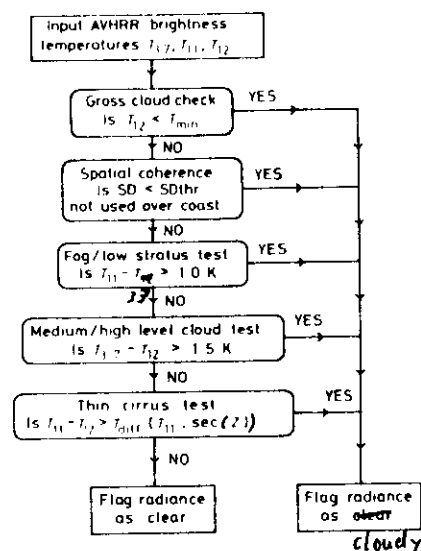 Input AVHRR brightness
temperatures T3.7, T11, T12
Gross cloud check
Is T12 < Tmin
YES
NO
Spatial coherence
Is SD < SDthr
not used over coast
YES
NO
Fog/low stratus test
Is T11 - T > 1.0 K
3.7
YES
NO
Medium/high level cloud test
Is T3.7 - T12 > 1.5 K
YES
NO
Thin cirrus test
Is T11 - T12 > Tdiff (T11, sec(Z))
YES
NO
Flag radiance
as clear
Flag radiance
as clear
cloudy